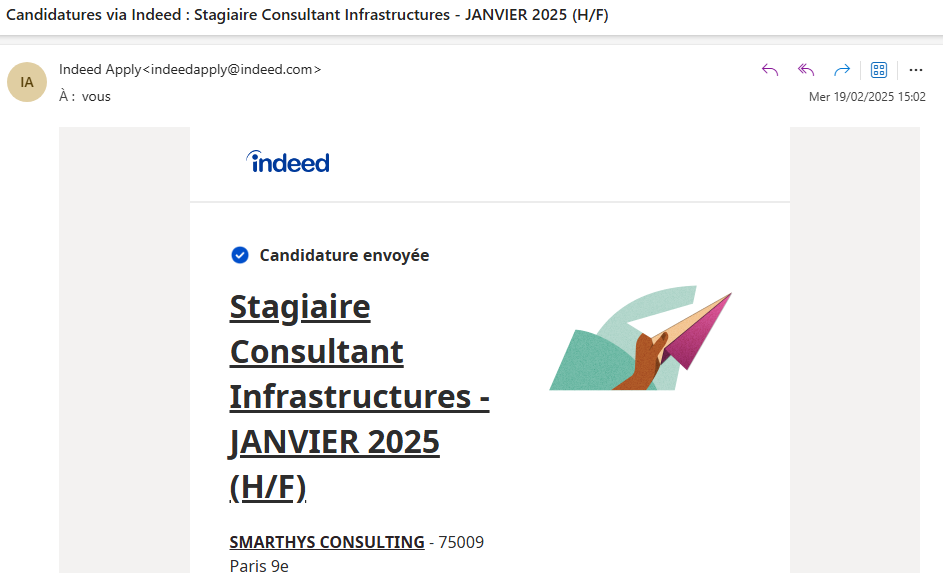 Candidatures via Indeed : Stagiaire Consultant Infrastructures - JANVIER 2025 (H/F)
IA
Indeed Apply<indeedapply@indeed.com>
À : vous
Mer 19/02/2025 15:02
indeed
Candidature envoyée
Stagiaire
Consultant
Infrastructures -
JANVIER 2025
(H/F)
SMARTHYS CONSULTING - 75009
Paris 9e